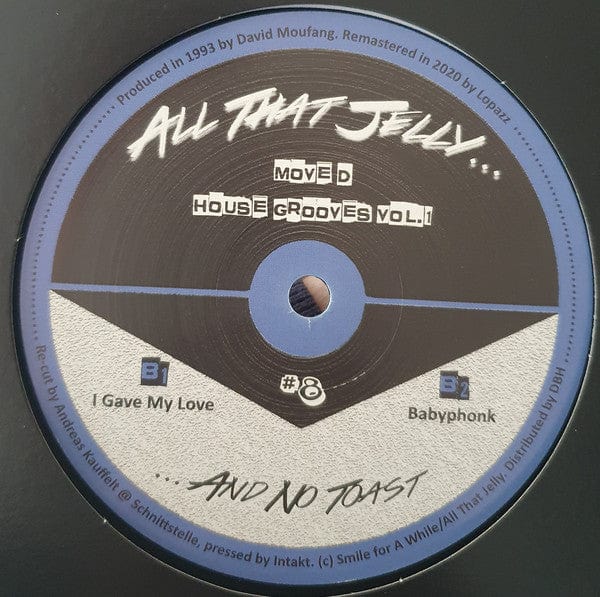 Produced in 1993 by David Moufang. Remastered in 2020 by Lopazz
ALL THAT JELLY...
MOVE D
HOUSE GROOVES VOL.1
#8
B1
I Gave My Love
B2
Babyphonk
...AND NO TOAST
Re-cut by Andreas Kauffelt @ Schnittstelle, pressed by Intakt. (c) Smile for A While/All That Jelly. Distributed by DBH